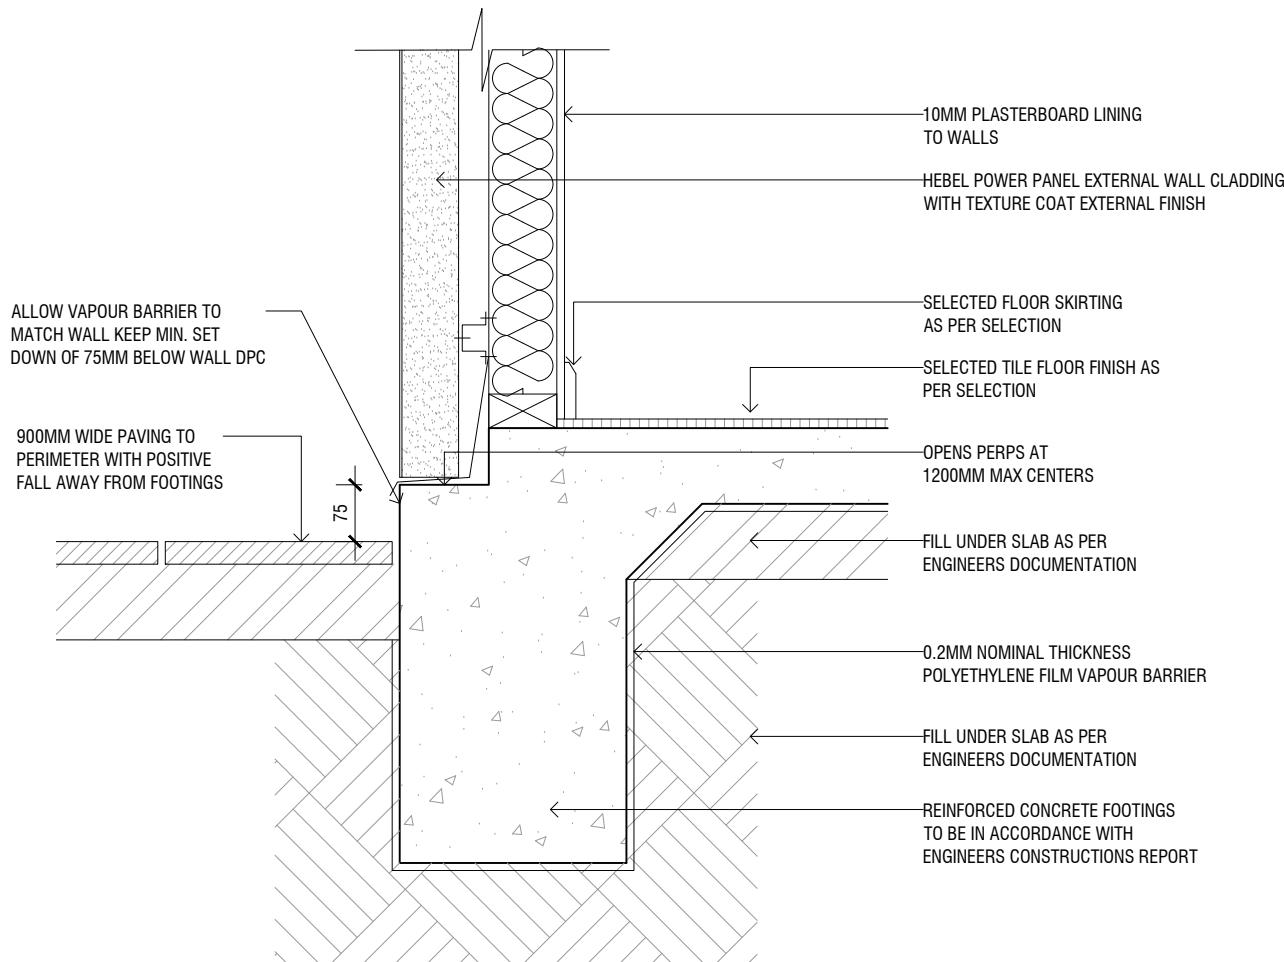 10MM PLASTERBOARD LINING
TO WALLS
HEBEL POWER PANEL EXTERNAL WALL CLADDING
WITH TEXTURE COAT EXTERNAL FINISH
SELECTED FLOOR SKIRTING
AS PER SELECTION
SELECTED TILE FLOOR FINISH AS
PER SELECTION
OPENS PERPS AT
1200MM MAX CENTERS
FILL UNDER SLAB AS PER
ENGINEERS DOCUMENTATION
0.2MM NOMINAL THICKNESS
POLYETHYLENE FILM VAPOUR BARRIER
FILL UNDER SLAB AS PER
ENGINEERS DOCUMENTATION
REINFORCED CONCRETE FOOTINGS
TO BE IN ACCORDANCE WITH
ENGINEERS CONSTRUCTIONS REPORT
ALLOW VAPOUR BARRIER TO
MATCH WALL KEEP MIN. SET
DOWN OF 75MM BELOW WALL DPC
900MM WIDE PAVING TO
PERIMETER WITH POSITIVE
FALL AWAY FROM FOOTINGS
75